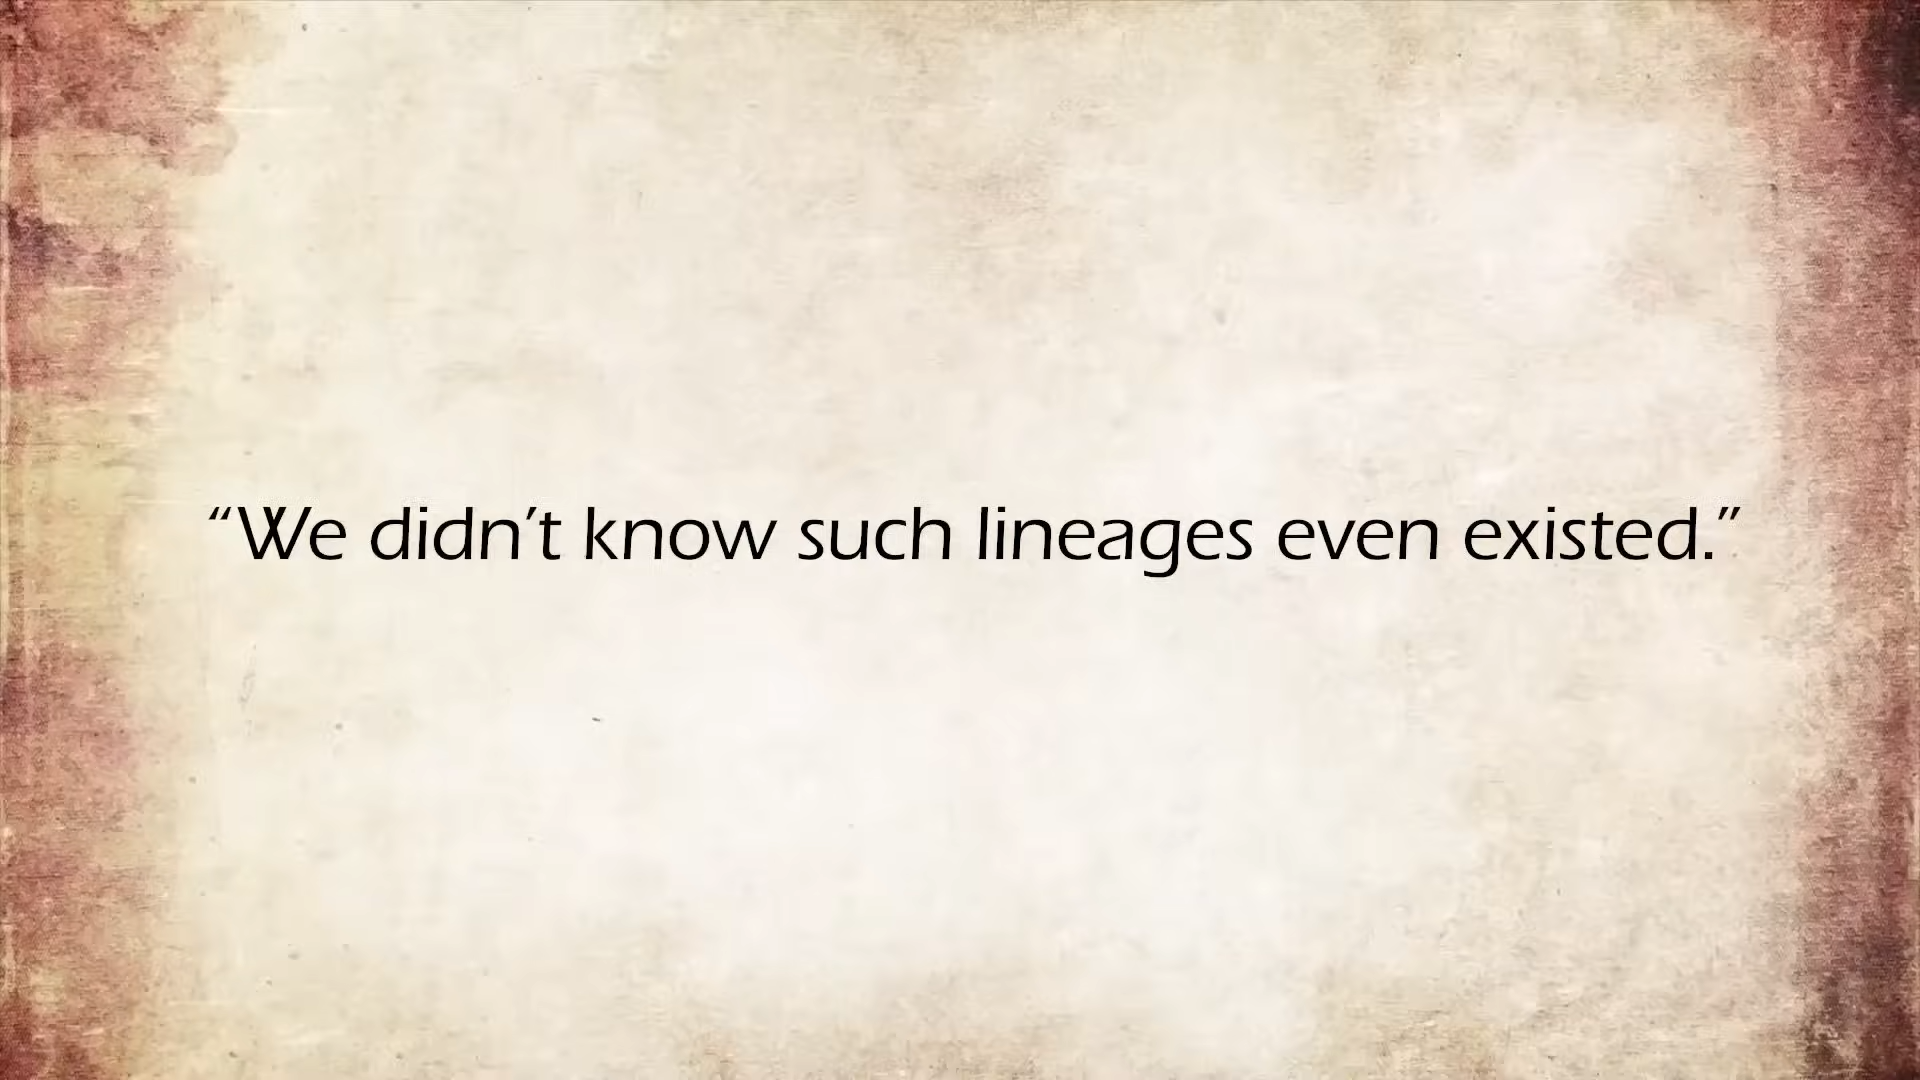 “We didn’t know such lineages even existed.”